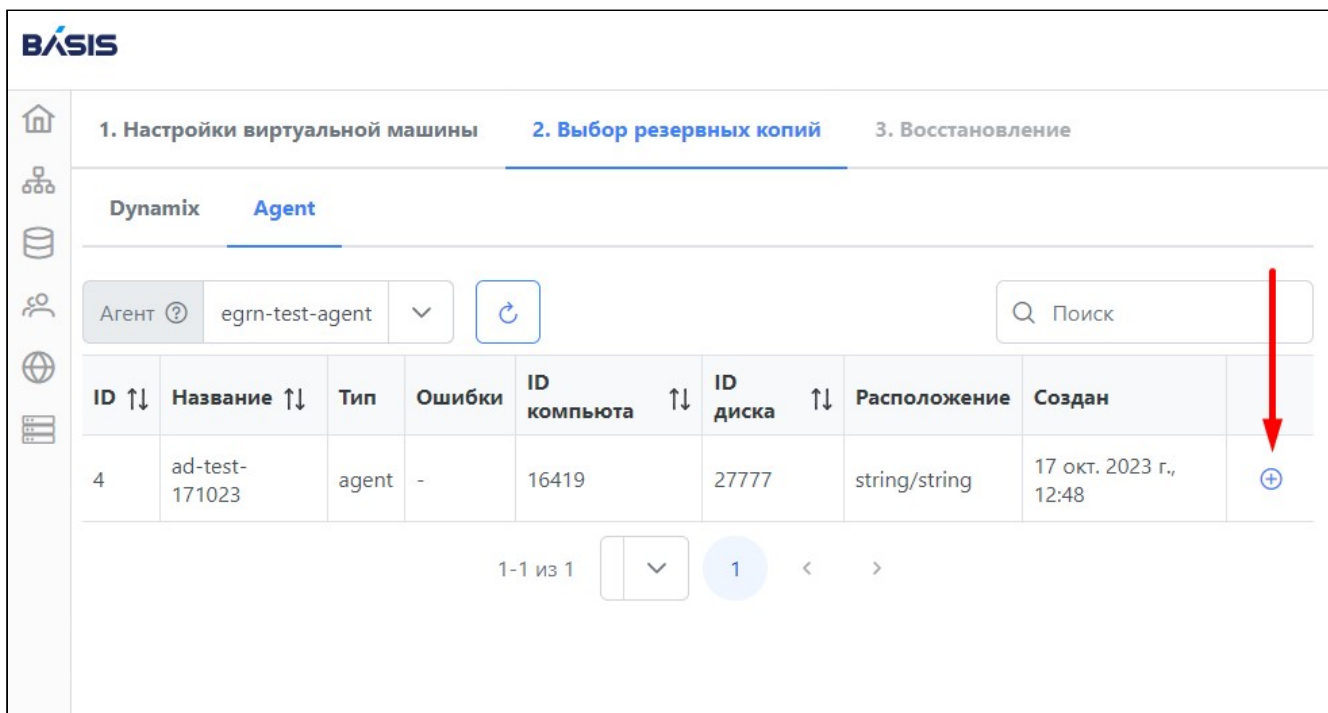 BASIS
1. Настройки виртуальной машины 2. Выбор резервных копий 3. Восстановление
Dynamix Agent
Агент ? egrn-test-agent Поиск
ID Название Тип Ошибки ID компьюта ID диска Расположение Создан
4 ad-test-171023 agent - 16419 27777 string/string 17 окт. 2023 г., 12:48
1-1 из 1 1 < >